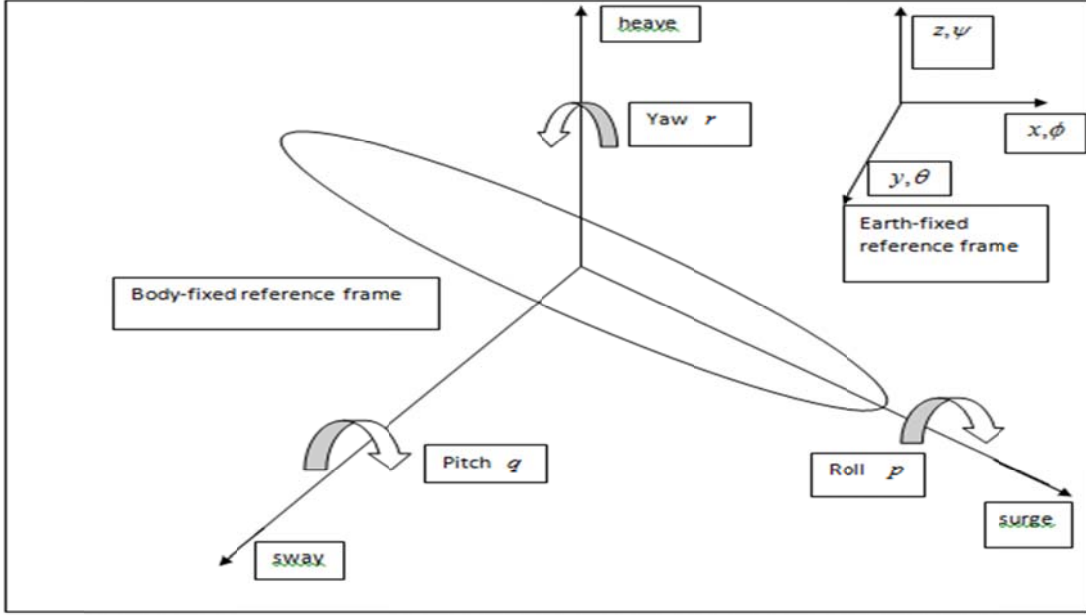 heave
z,ψ
Yaw r
x,ϕ
y,θ
Earth-fixed
reference frame
Body-fixed reference frame
Pitch q
Roll p
surge
sway